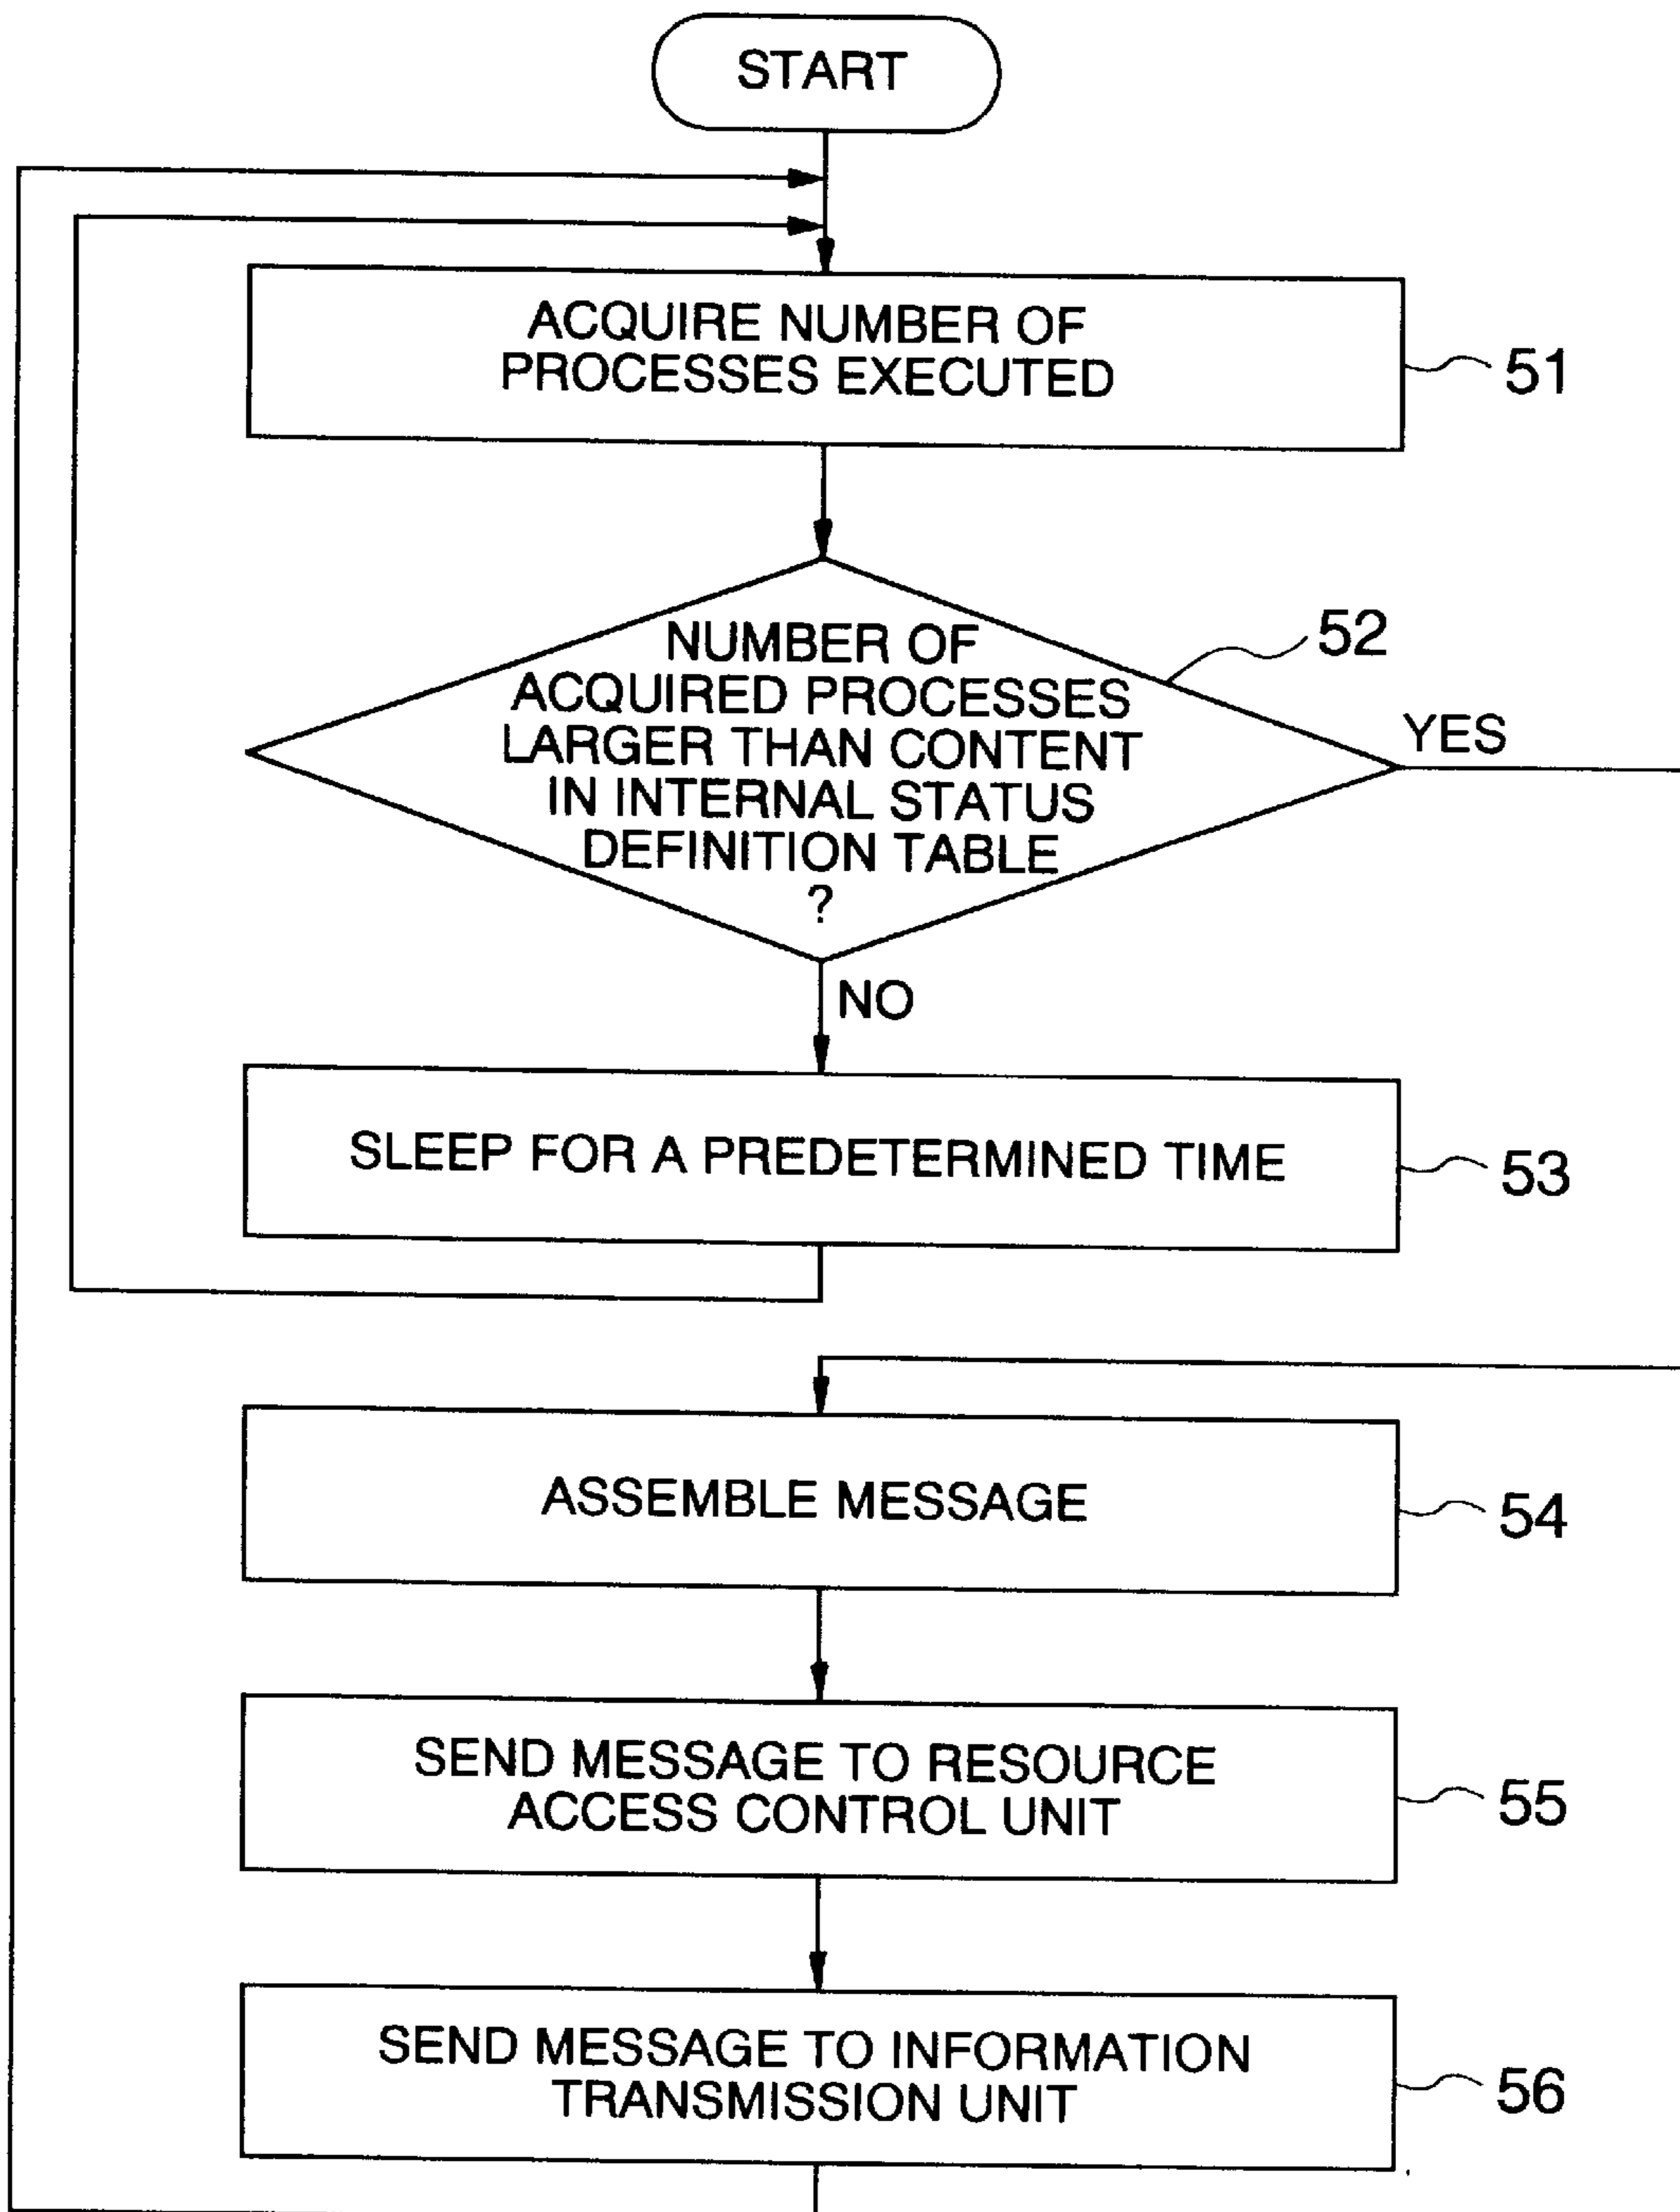 START
ACQUIRE NUMBER OF
PROCESSES EXECUTED
51
NUMBER OF
ACQUIRED PROCESSES
LARGER THAN CONTENT
IN INTERNAL STATUS
DEFINITION TABLE
?
52
YES
NO
SLEEP FOR A PREDETERMINED TIME
53
ASSEMBLE MESSAGE
54
SEND MESSAGE TO RESOURCE
ACCESS CONTROL UNIT
55
SEND MESSAGE TO INFORMATION
TRANSMISSION UNIT
56